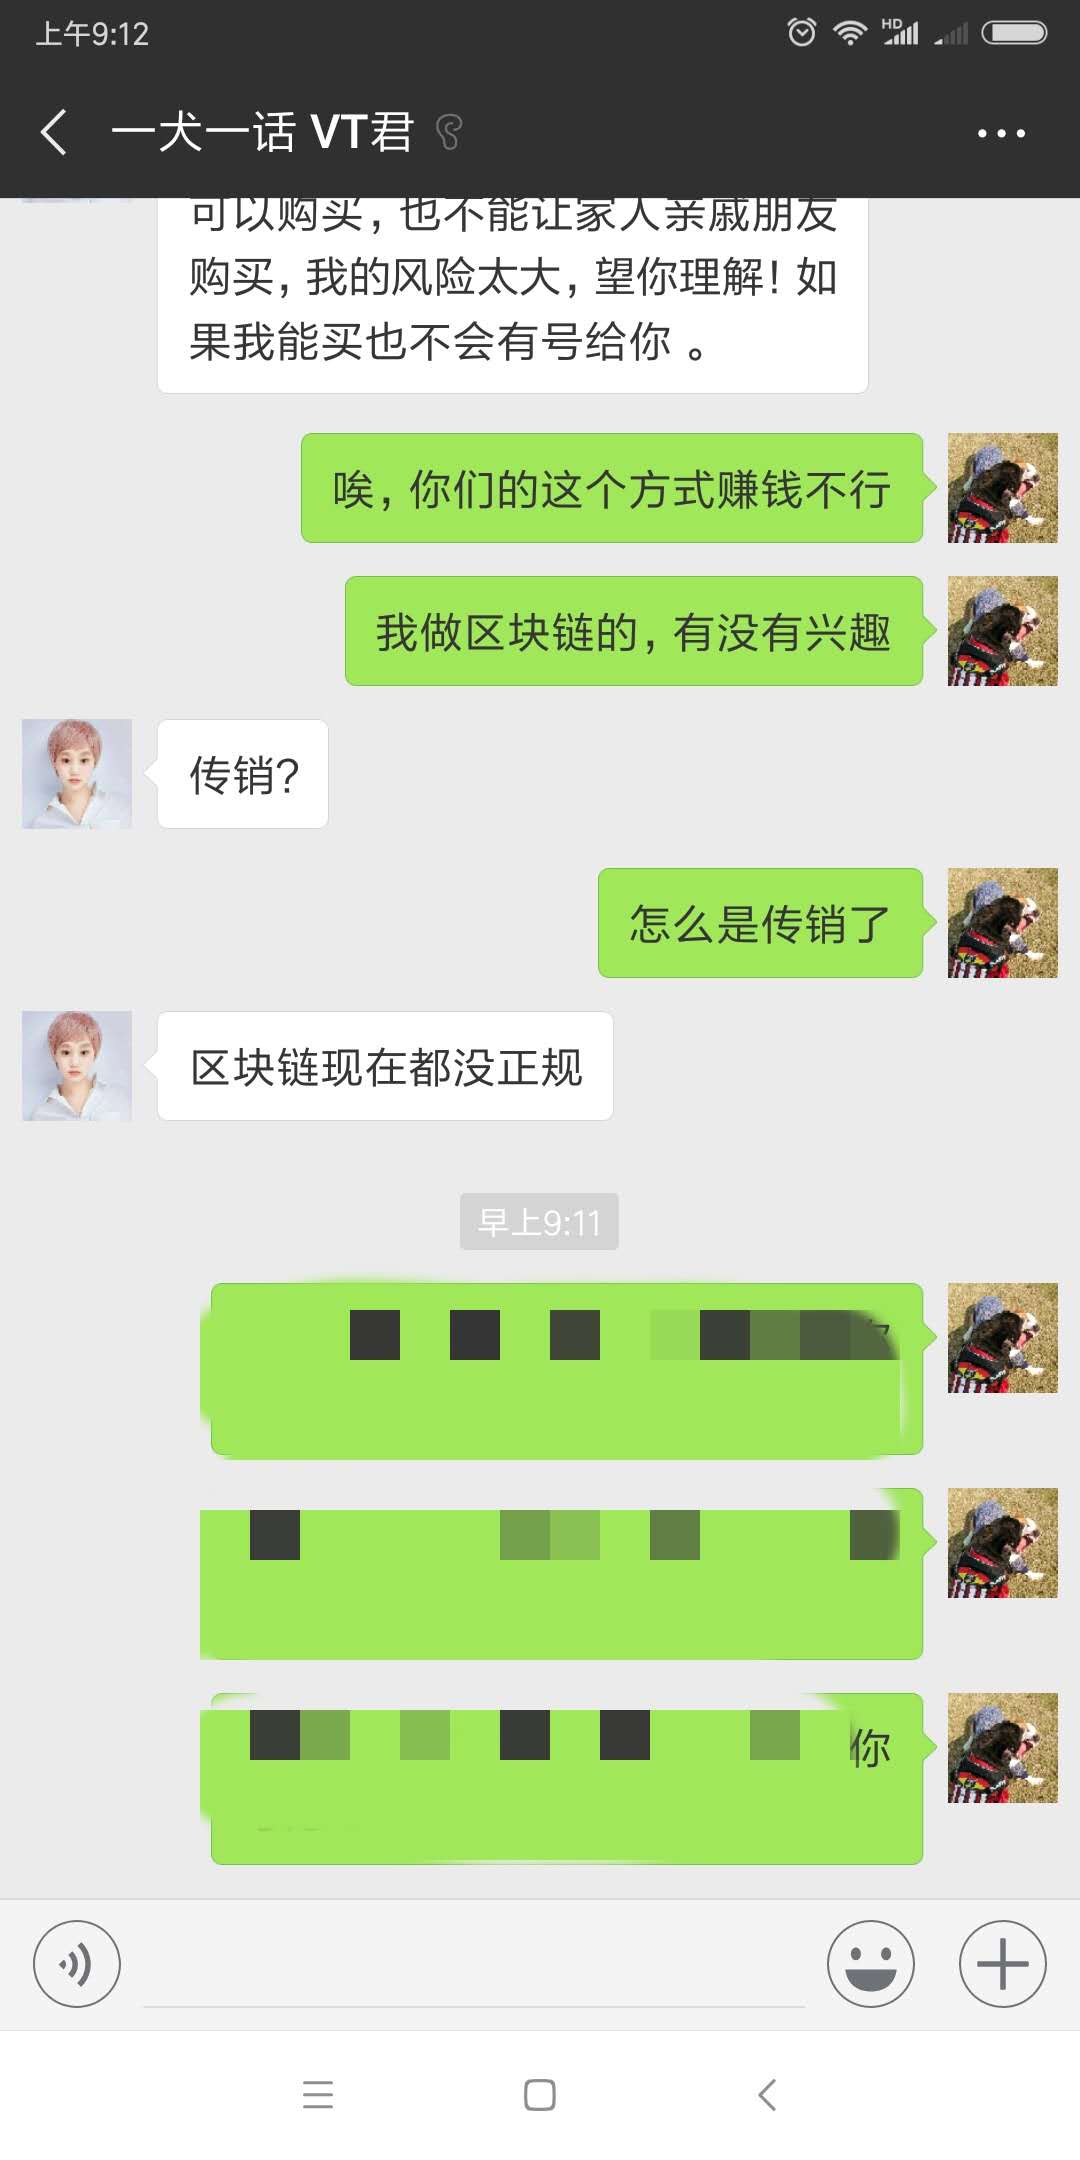 上午9:12
HD
一犬一话 VT君
可以购买，也不能让家人亲戚朋友
购买，我的风险太大，望你理解！如
果我能买也不会有号给你 。
唉，你们的这个方式赚钱不行
我做区块链的，有没有兴趣
传销?
怎么是传销了
区块链现在都没正规
早上9:11
你